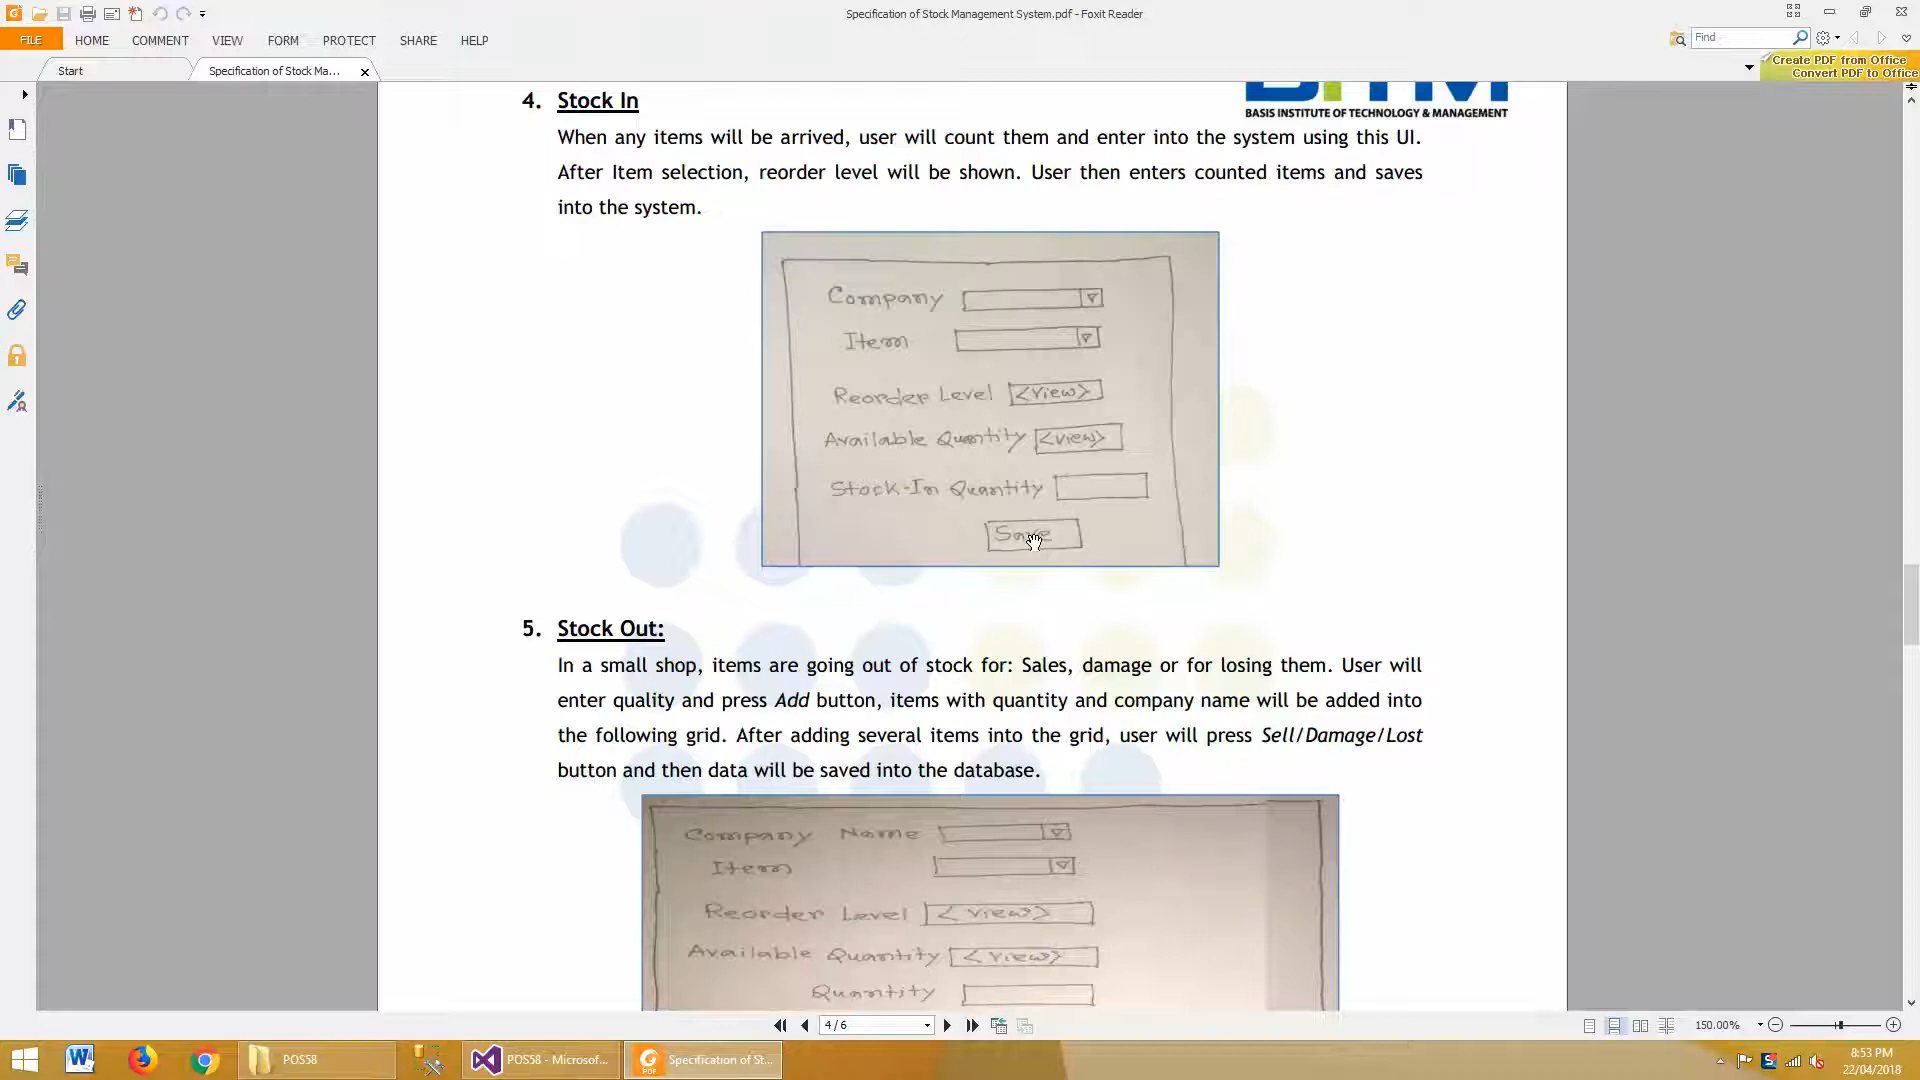 Specification of Stock Management System.pdf - Foxit Reader
FILE HOME COMMENT VIEW FORM PROTECT SHARE HELP
Find
Start
Specification of Stock Ma...
Create PDF from Office
Convert PDF to Office
BASIS INSTITUTE OF TECHNOLOGY & MANAGEMENT
4. Stock In
When any items will be arrived, user will count them and enter into the system using this UI.
After Item selection, reorder level will be shown. User then enters counted items and saves
into the system.
Company
Item
Reorder Level <View>
Available Quantity <View>
Stock-In Quantity
Save
5. Stock Out:
In a small shop, items are going out of stock for: Sales, damage or for losing them. User will
enter quality and press Add button, items with quantity and company name will be added into
the following grid. After adding several items into the grid, user will press Sell/Damage/Lost
button and then data will be saved into the database.
Company Name
Item
Reorder Level <View>
Available Quantity <View>
Quantity
4 / 6
150.00%
POS58
POS58 - Microsof...
Specification of St...
8:53 PM
22/04/2018